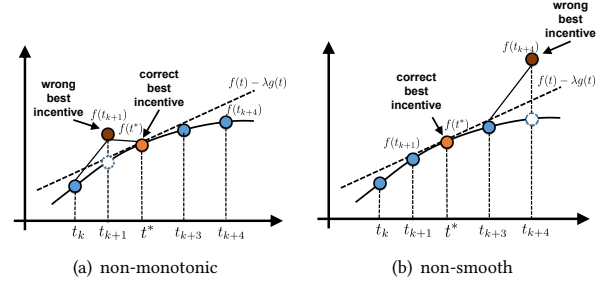 wrong
best
incentive
correct
best
incentive
f(t) − λg(t)
f(t_{k+1})
f(t*)
f(t_{k+4})
t_k
t_{k+1}
t*
t_{k+3}
t_{k+4}
(a) non-monotonic
wrong
best
incentive
f(t_{k+4})
correct
best
incentive
f(t) − λg(t)
f(t*)
f(t_{k+1})
t_k
t_{k+1}
t*
t_{k+3}
t_{k+4}
(b) non-smooth